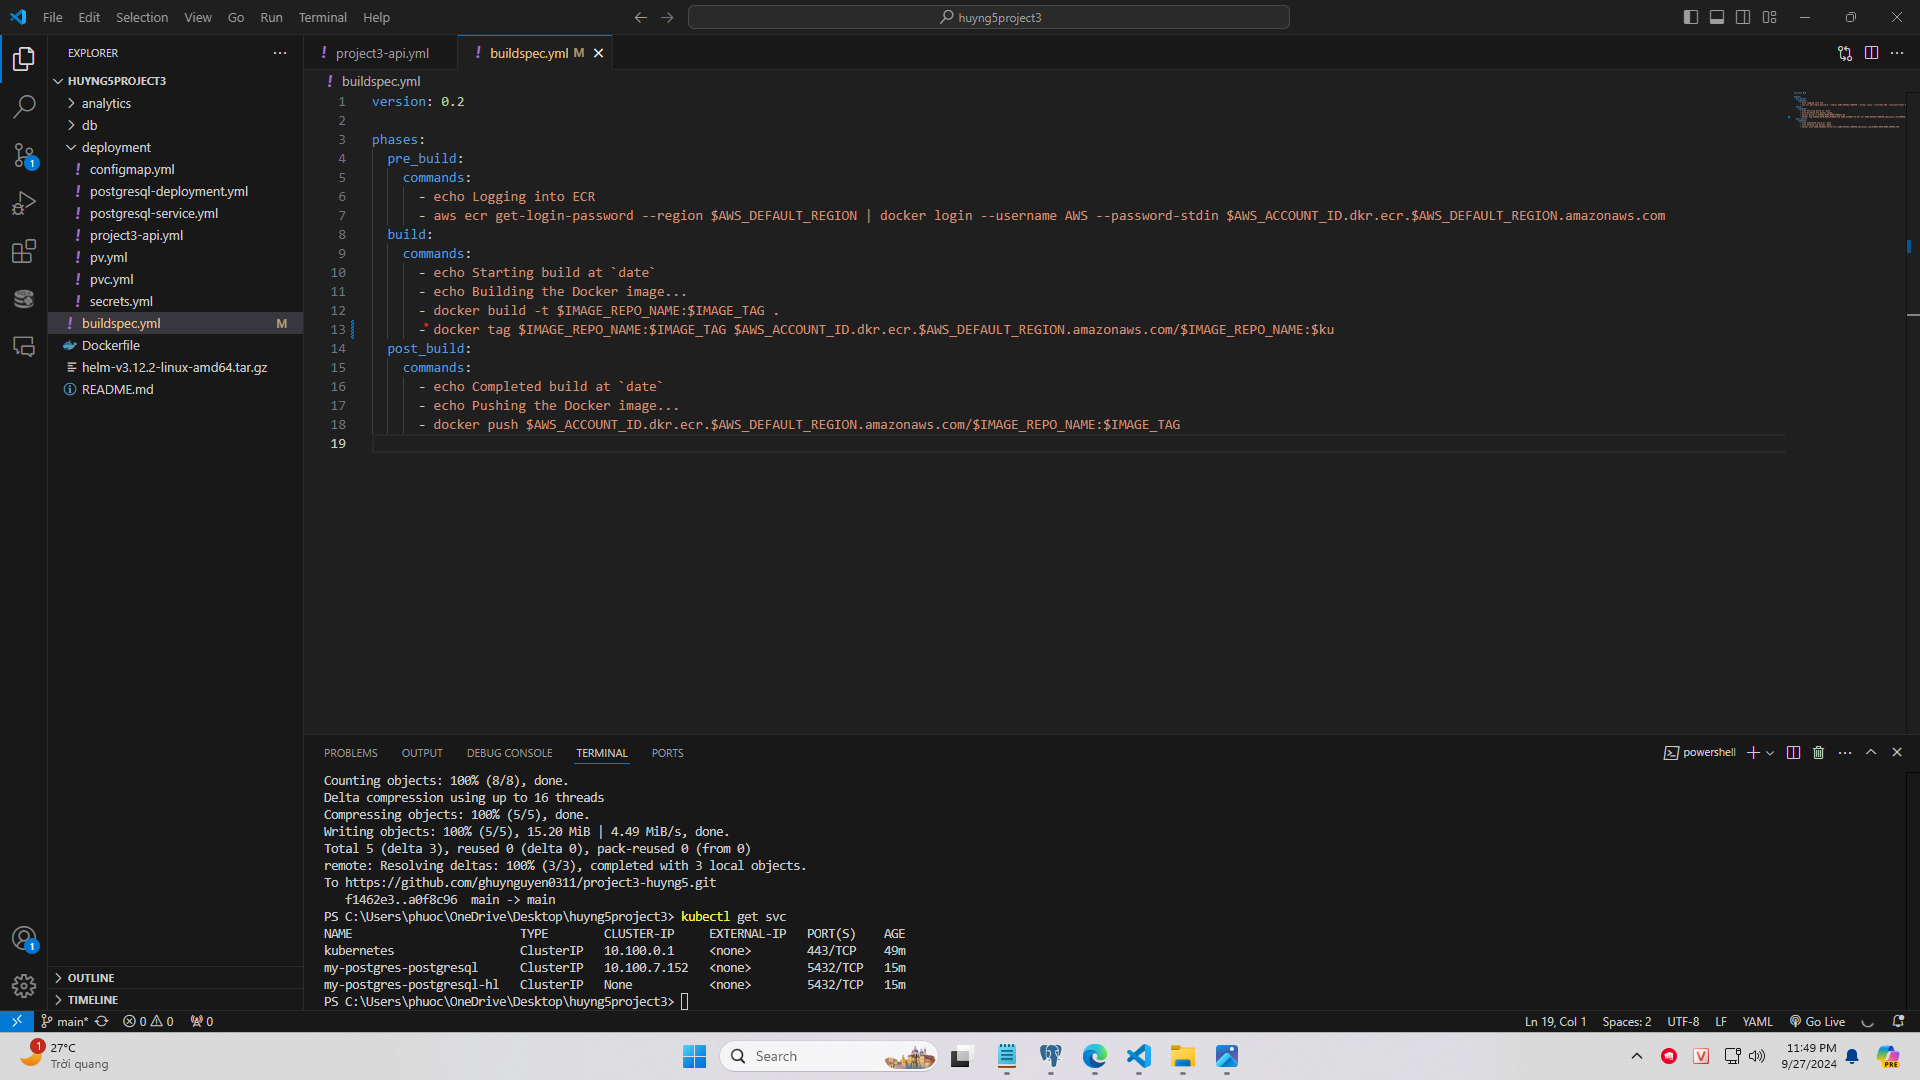 File Edit Selection View Go Run Terminal Help
huyng5project3
EXPLORER
HUYNG5PROJECT3
analytics
db
deployment
configmap.yml
postgresql-deployment.yml
postgresql-service.yml
project3-api.yml
pv.yml
pvc.yml
secrets.yml
buildspec.yml M
Dockerfile
helm-v3.12.2-linux-amd64.tar.gz
README.md
OUTLINE
TIMELINE
1
1
project3-api.yml
buildspec.yml M
buildspec.yml
1 version: 0.2
2
3 phases:
4 pre_build:
5 commands:
6 - echo Logging into ECR
7 - aws ecr get-login-password --region $AWS_DEFAULT_REGION | docker login --username AWS --password-stdin $AWS_ACCOUNT_ID.dkr.ecr.$AWS_DEFAULT_REGION.amazonaws.com
8 build:
9 commands:
10 - echo Starting build at `date`
11 - echo Building the Docker image...
12 - docker build -t $IMAGE_REPO_NAME:$IMAGE_TAG .
13 - docker tag $IMAGE_REPO_NAME:$IMAGE_TAG $AWS_ACCOUNT_ID.dkr.ecr.$AWS_DEFAULT_REGION.amazonaws.com/$IMAGE_REPO_NAME:$ku
14 post_build:
15 commands:
16 - echo Completed build at `date`
17 - echo Pushing the Docker image...
18 - docker push $AWS_ACCOUNT_ID.dkr.ecr.$AWS_DEFAULT_REGION.amazonaws.com/$IMAGE_REPO_NAME:$IMAGE_TAG
19
PROBLEMS OUTPUT DEBUG CONSOLE TERMINAL PORTS
powershell
Counting objects: 100% (8/8), done.
Delta compression using up to 16 threads
Compressing objects: 100% (5/5), done.
Writing objects: 100% (5/5), 15.20 MiB | 4.49 MiB/s, done.
Total 5 (delta 3), reused 0 (delta 0), pack-reused 0 (from 0)
remote: Resolving deltas: 100% (3/3), completed with 3 local objects.
To https://github.com/ghuynguyen0311/project3-huyng5.git
f1462e3..a0f8c96 main -> main
PS C:\Users\phuoc\OneDrive\Desktop\huyng5project3> kubectl get svc
NAME TYPE CLUSTER-IP EXTERNAL-IP PORT(S) AGE
kubernetes ClusterIP 10.100.0.1 <none> 443/TCP 49m
my-postgres-postgresql ClusterIP 10.100.7.152 <none> 5432/TCP 15m
my-postgres-postgresql-hl ClusterIP None <none> 5432/TCP 15m
PS C:\Users\phuoc\OneDrive\Desktop\huyng5project3>
main* 0 0 0
Ln 19, Col 1 Spaces: 2 UTF-8 LF YAML Go Live
1
27°C
Trời quang
Search
11:49 PM
9/27/2024
PRE